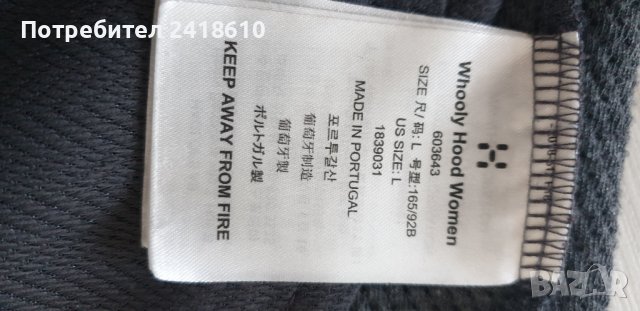 Потребител 2418610
Whooly Hood Women
603643
SIZE 尺/码: L 号型:165/92B
US SIZE: L
1839031
MADE IN PORTUGAL
포르투갈산
葡萄牙制造
葡萄牙製
ポルトガル製
KEEP AWAY FROM FIRE
BAZAR